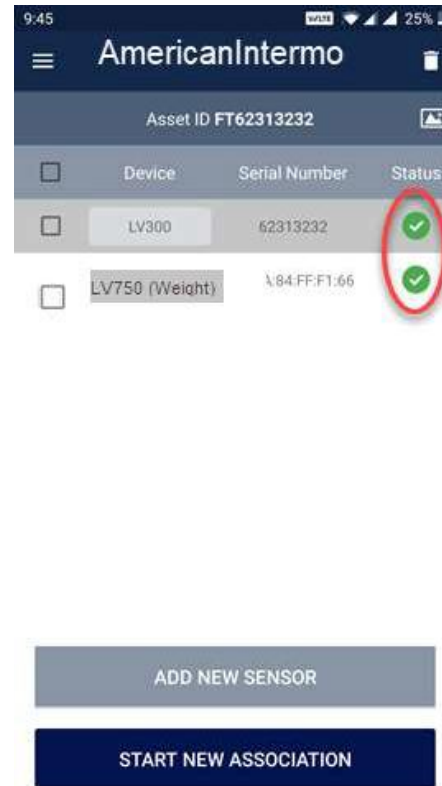 9:45 VoLTE 25%
AmericanIntermo
Asset ID FT62313232
Device Serial Number Status
LV300 62313232
LV750 (Weight) :84:FF:F1:66
ADD NEW SENSOR
START NEW ASSOCIATION